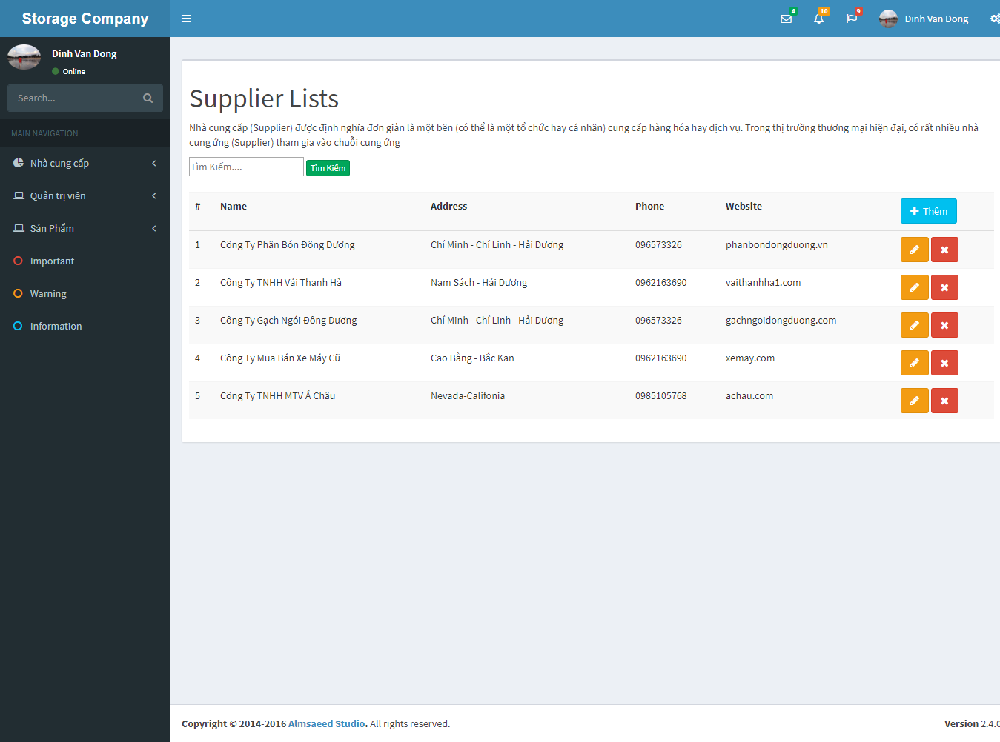 Storage Company
4
10
9
Dinh Van Dong
Dinh Van Dong
Online
Search...
MAIN NAVIGATION
Nhà cung cấp
Quản trị viên
Sản Phẩm
Important
Warning
Information
Supplier Lists
Nhà cung cấp (Supplier) được định nghĩa đơn giản là một bên (có thể là một tổ chức hay cá nhân) cung cấp hàng hóa hay dịch vụ. Trong thị trường thương mại hiện đại, có rất nhiều nhà
cung ứng (Supplier) tham gia vào chuỗi cung ứng
Tìm Kiếm.... Tìm Kiếm
# Name Address Phone Website Thêm
1 Công Ty Phân Bón Đông Dương Chí Minh - Chí Linh - Hải Dương 096573326 phanbondongduong.vn
2 Công Ty TNHH Vải Thanh Hà Nam Sách - Hải Dương 0962163690 vaithanhha1.com
3 Công Ty Gạch Ngói Đông Dương Chí Minh - Chí Linh - Hải Dương 096573326 gachngoidongduong.com
4 Công Ty Mua Bán Xe Máy Cũ Cao Bằng - Bắc Kan 0962163690 xemay.com
5 Công Ty TNHH MTV Á Châu Nevada-Califonia 0985105768 achau.com
Copyright © 2014-2016 Almsaeed Studio. All rights reserved. Version 2.4.0